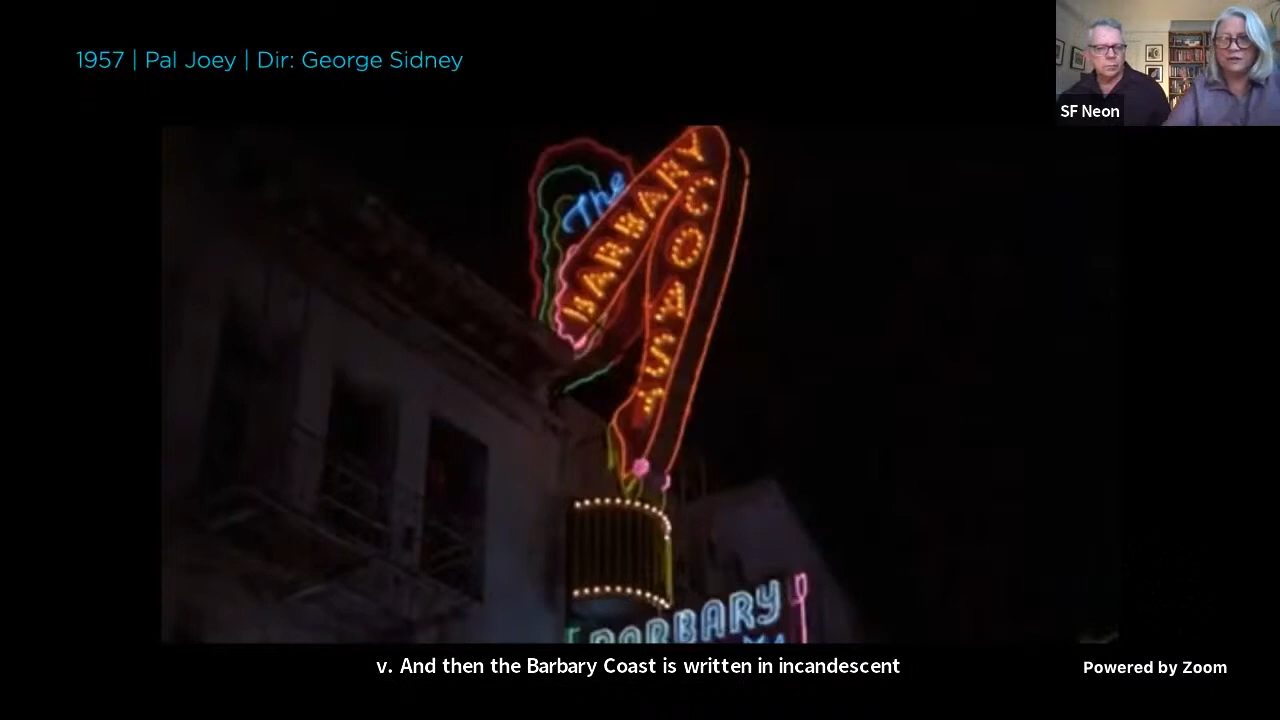 1957 | Pal Joey | Dir: George Sidney
SF Neon
The
BARBARY
COAST
BARBARY
v. And then the Barbary Coast is written in incandescent
Powered by Zoom